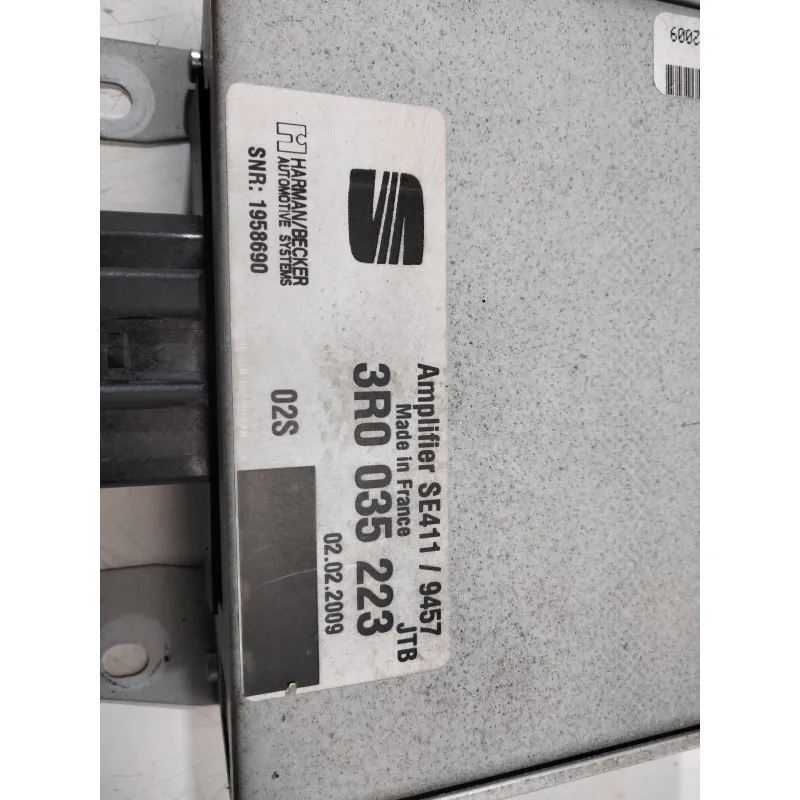 HARMAN/BECKER
AUTOMOTIVE SYSTEMS
SNR: 1958690
Amplifier SE411 / 9457
Made in France
JTB
3R0 035 223
02S
02.02.2009
2009